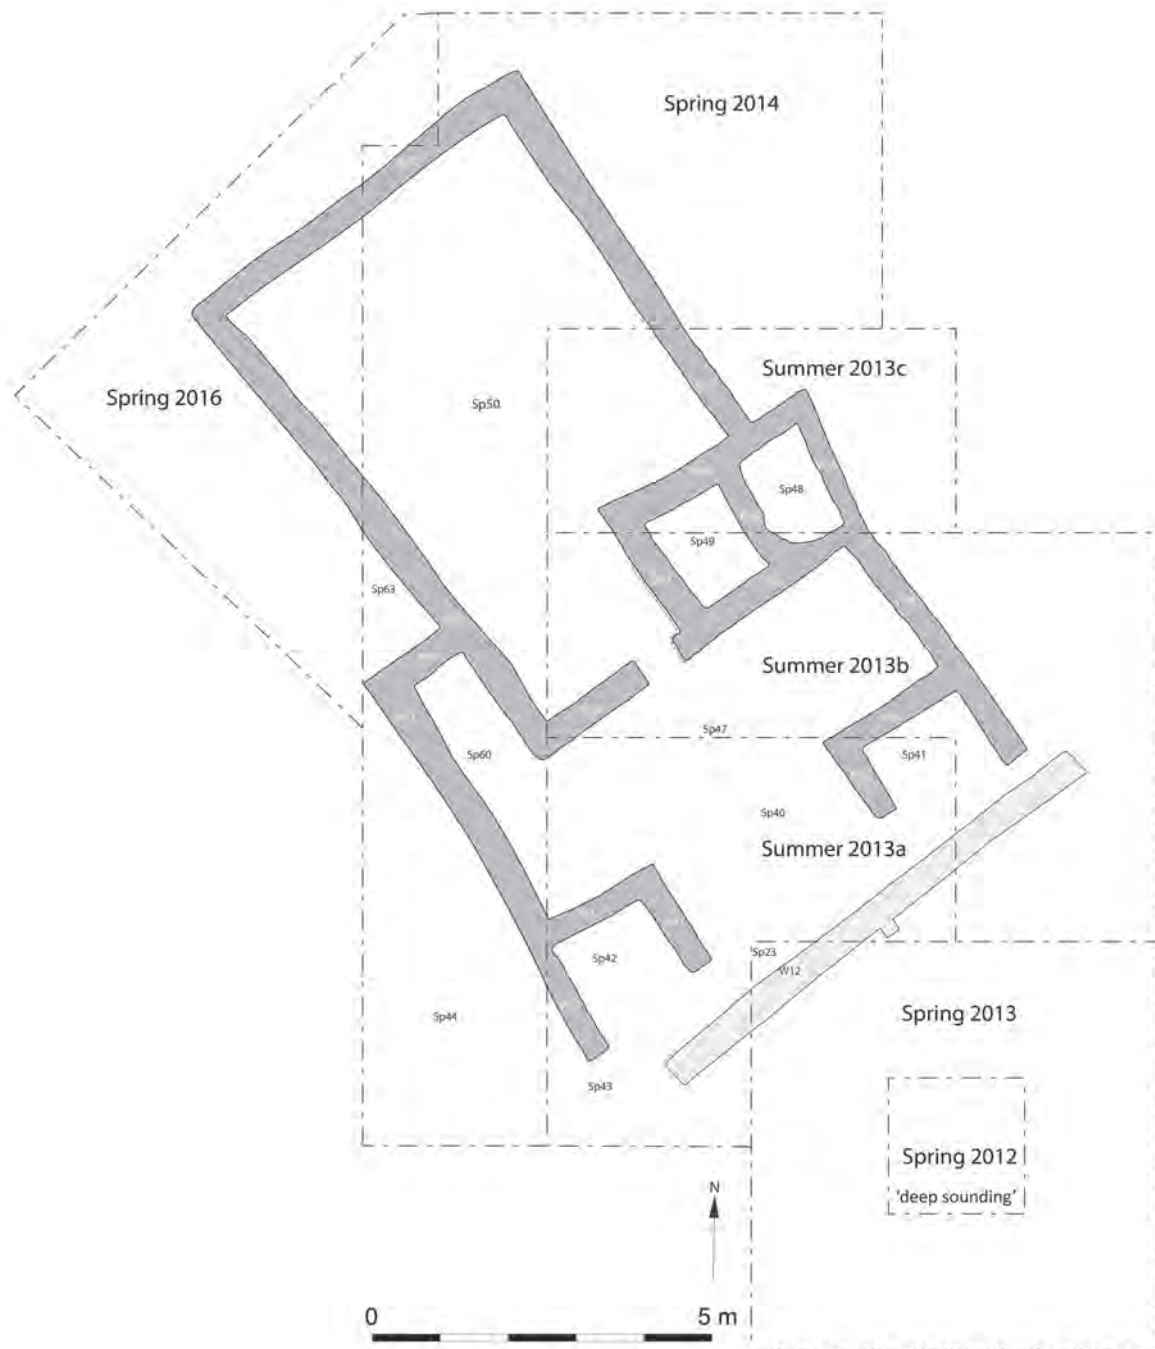 Spring 2014
Summer 2013c
Spring 2016
Sp50
Sp48
Sp49
Sp63
Summer 2013b
Sp47
Sp60
Sp41
Sp40
Summer 2013a
Sp23
Sp42
W12
Spring 2013
Sp44
Sp43
Spring 2012
'deep sounding'
N
0 5 m